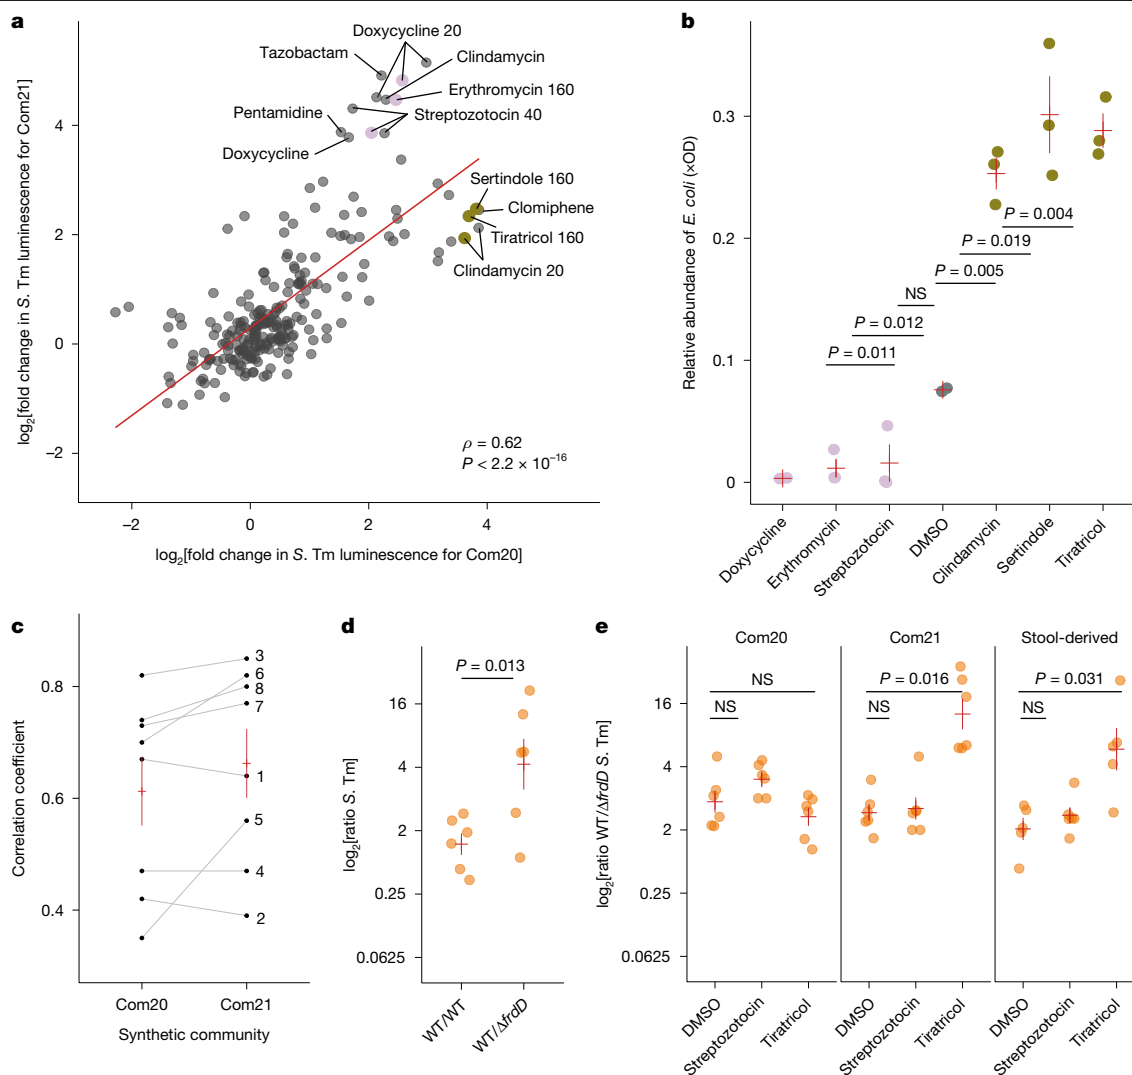 a
log2[fold change in S. Tm luminescence for Com21]
4
2
0
−2
Doxycycline 20
Tazobactam
Clindamycin
Erythromycin 160
Pentamidine
Streptozotocin 40
Doxycycline
Sertindole 160
Clomiphene
Tiratricol 160
Clindamycin 20
ρ = 0.62
P < 2.2 × 10−16
−2
0
2
4
log2[fold change in S. Tm luminescence for Com20]
b
Relative abundance of E. coli (×OD)
0.3
0.2
0.1
0
P = 0.004
P = 0.019
P = 0.005
NS
P = 0.012
P = 0.011
Doxycycline
Erythromycin
Streptozotocin
DMSO
Clindamycin
Sertindole
Tiratricol
c
Correlation coefficient
0.8
0.6
0.4
3
6
8
7
1
5
4
2
Com20
Com21
Synthetic community
d
log2[ratio S. Tm]
16
4
2
0.25
0.0625
P = 0.013
WT/WT
WT/ΔfrdD
e
log2[ratio WT/ΔfrdD S. Tm]
16
4
2
0.25
0.0625
Com20
NS
NS
DMSO
Streptozotocin
Tiratricol
Com21
P = 0.016
NS
DMSO
Streptozotocin
Tiratricol
Stool-derived
P = 0.031
NS
DMSO
Streptozotocin
Tiratricol